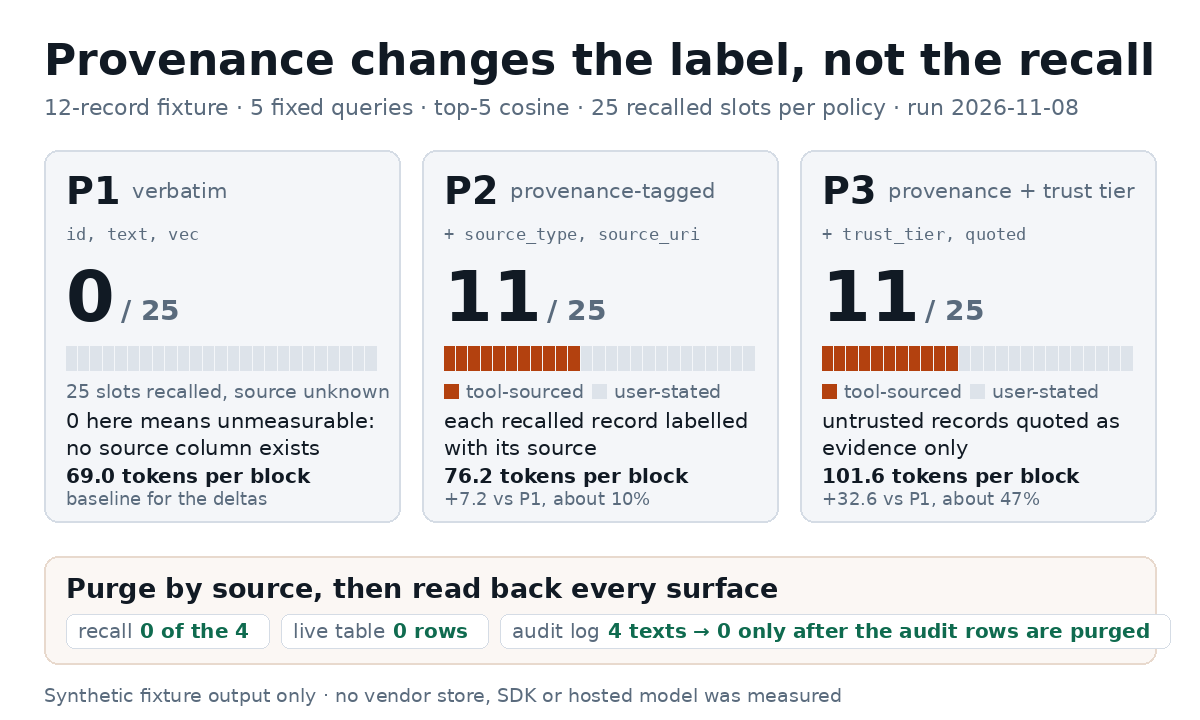 Provenance changes the label, not the recall
12-record fixture · 5 fixed queries · top-5 cosine · 25 recalled slots per policy · run 2026-11-08
P1 verbatim
id, text, vec
0 / 25
25 slots recalled, source unknown
0 here means unmeasurable:
no source column exists
69.0 tokens per block
baseline for the deltas
P2 provenance-tagged
+ source_type, source_uri
11 / 25
tool-sourced user-stated
each recalled record labelled
with its source
76.2 tokens per block
+7.2 vs P1, about 10%
P3 provenance + trust tier
+ trust_tier, quoted
11 / 25
tool-sourced user-stated
untrusted records quoted as
evidence only
101.6 tokens per block
+32.6 vs P1, about 47%
Purge by source, then read back every surface
recall 0 of the 4
live table 0 rows
audit log 4 texts → 0 only after the audit rows are purged
Synthetic fixture output only · no vendor store, SDK or hosted model was measured